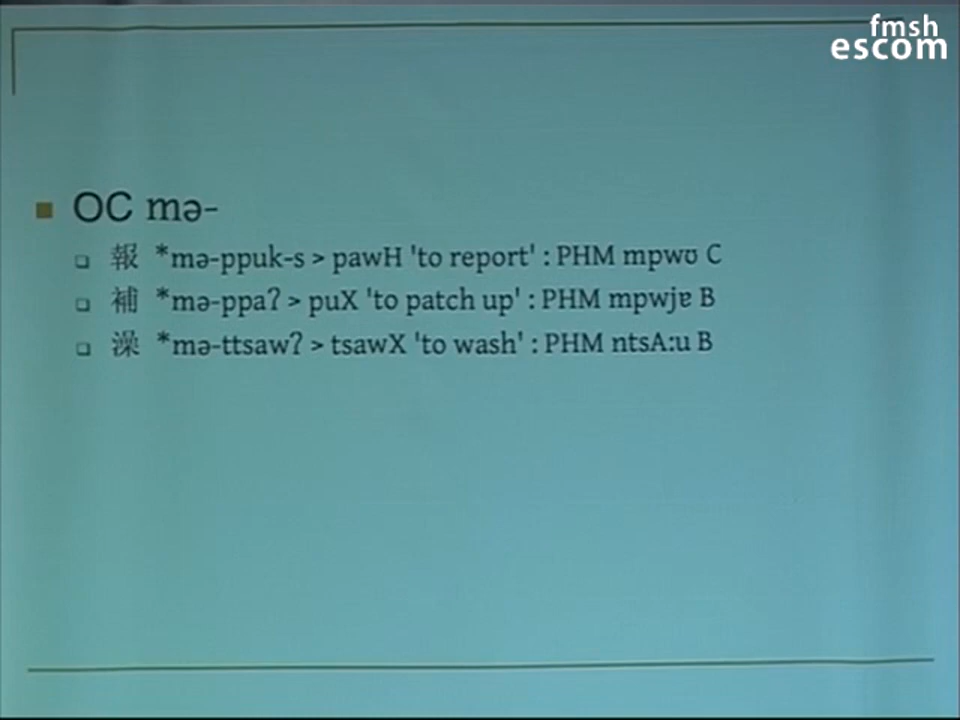 fmsh
escom
OC mə-
報 *mə-ppuk-s > pawH 'to report' : PHM mpwʊ C
補 *mə-ppaʔ > puX 'to patch up' : PHM mpwjɐ B
澡 *mə-ttsawʔ > tsawX 'to wash' : PHM ntsA:u B